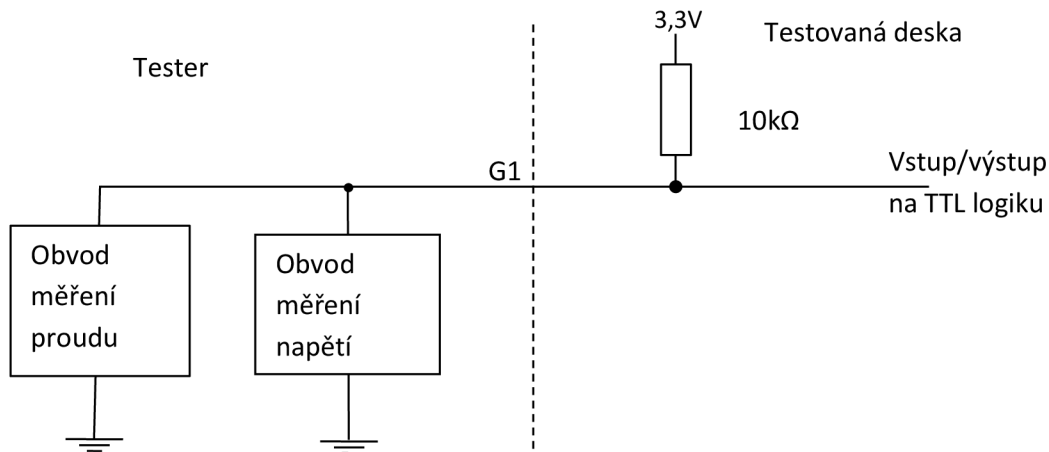 3,3V
Testovaná deska
Tester
10kΩ
G1
Vstup/výstup
na TTL logiku
Obvod
měření
proudu
Obvod
měření
napětí